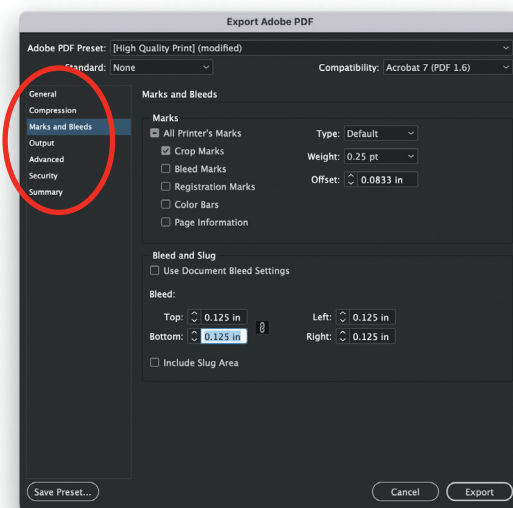 Export Adobe PDF
Adobe PDF Preset: [High Quality Print] (modified)
Standard: None Compatibility: Acrobat 7 (PDF 1.6)
General
Compression
Marks and Bleeds
Output
Advanced
Security
Summary
Marks and Bleeds
Marks
All Printer's Marks Type: Default
Crop Marks Weight: 0.25 pt
Bleed Marks Offset: 0.0833 in
Registration Marks
Color Bars
Page Information
Bleed and Slug
Use Document Bleed Settings
Bleed:
Top: 0.125 in Left: 0.125 in
Bottom: 0.125 in Right: 0.125 in
Include Slug Area
Save Preset... Cancel Export